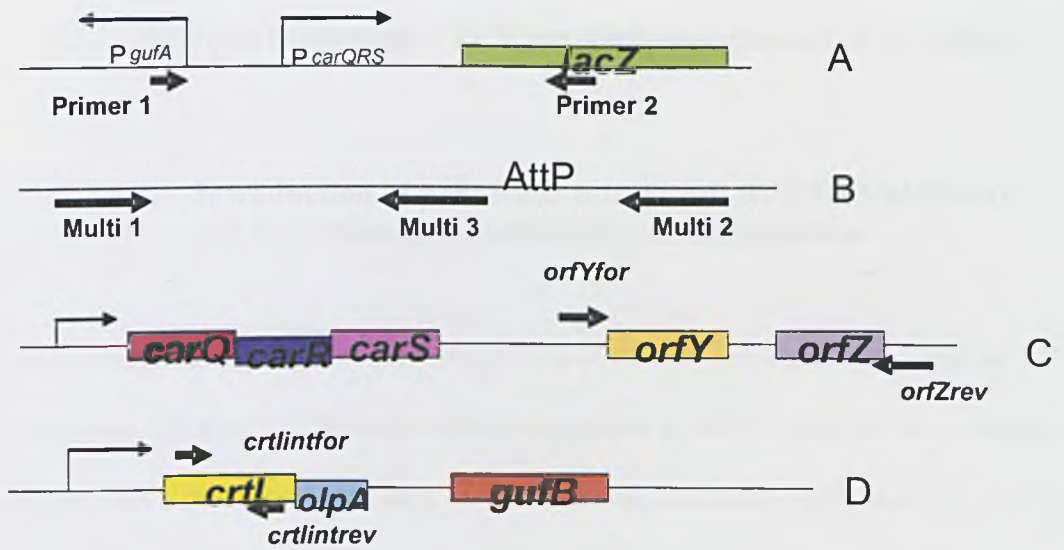 P gufA
P carQRS
lacZ
A
Primer 1
Primer 2
AttP
B
Multi 1
Multi 3
Multi 2
orfYfor
carQ
carR
carS
orfY
orfZ
C
orfZrev
crtIintfor
crtI
olpA
gufB
D
crtIintrev